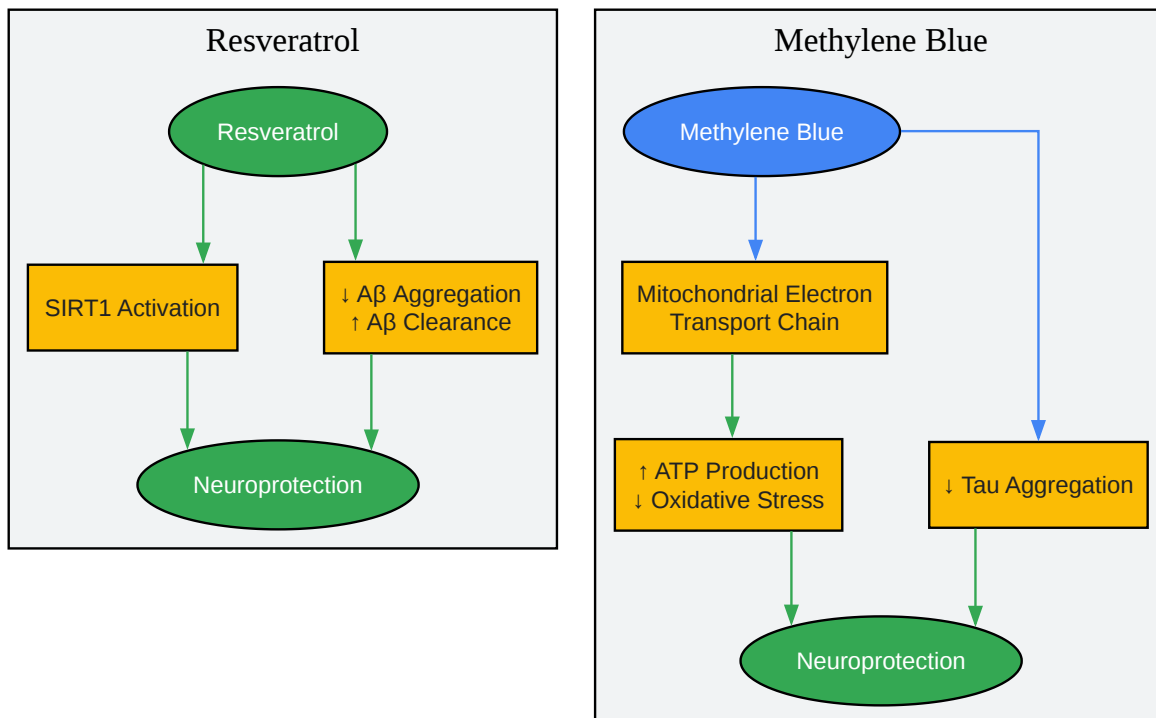 Resveratrol
Resveratrol
SIRT1 Activation
↓ Aβ Aggregation
↑ Aβ Clearance
Neuroprotection
Methylene Blue
Methylene Blue
Mitochondrial Electron
Transport Chain
↑ ATP Production
↓ Oxidative Stress
↓ Tau Aggregation
Neuroprotection